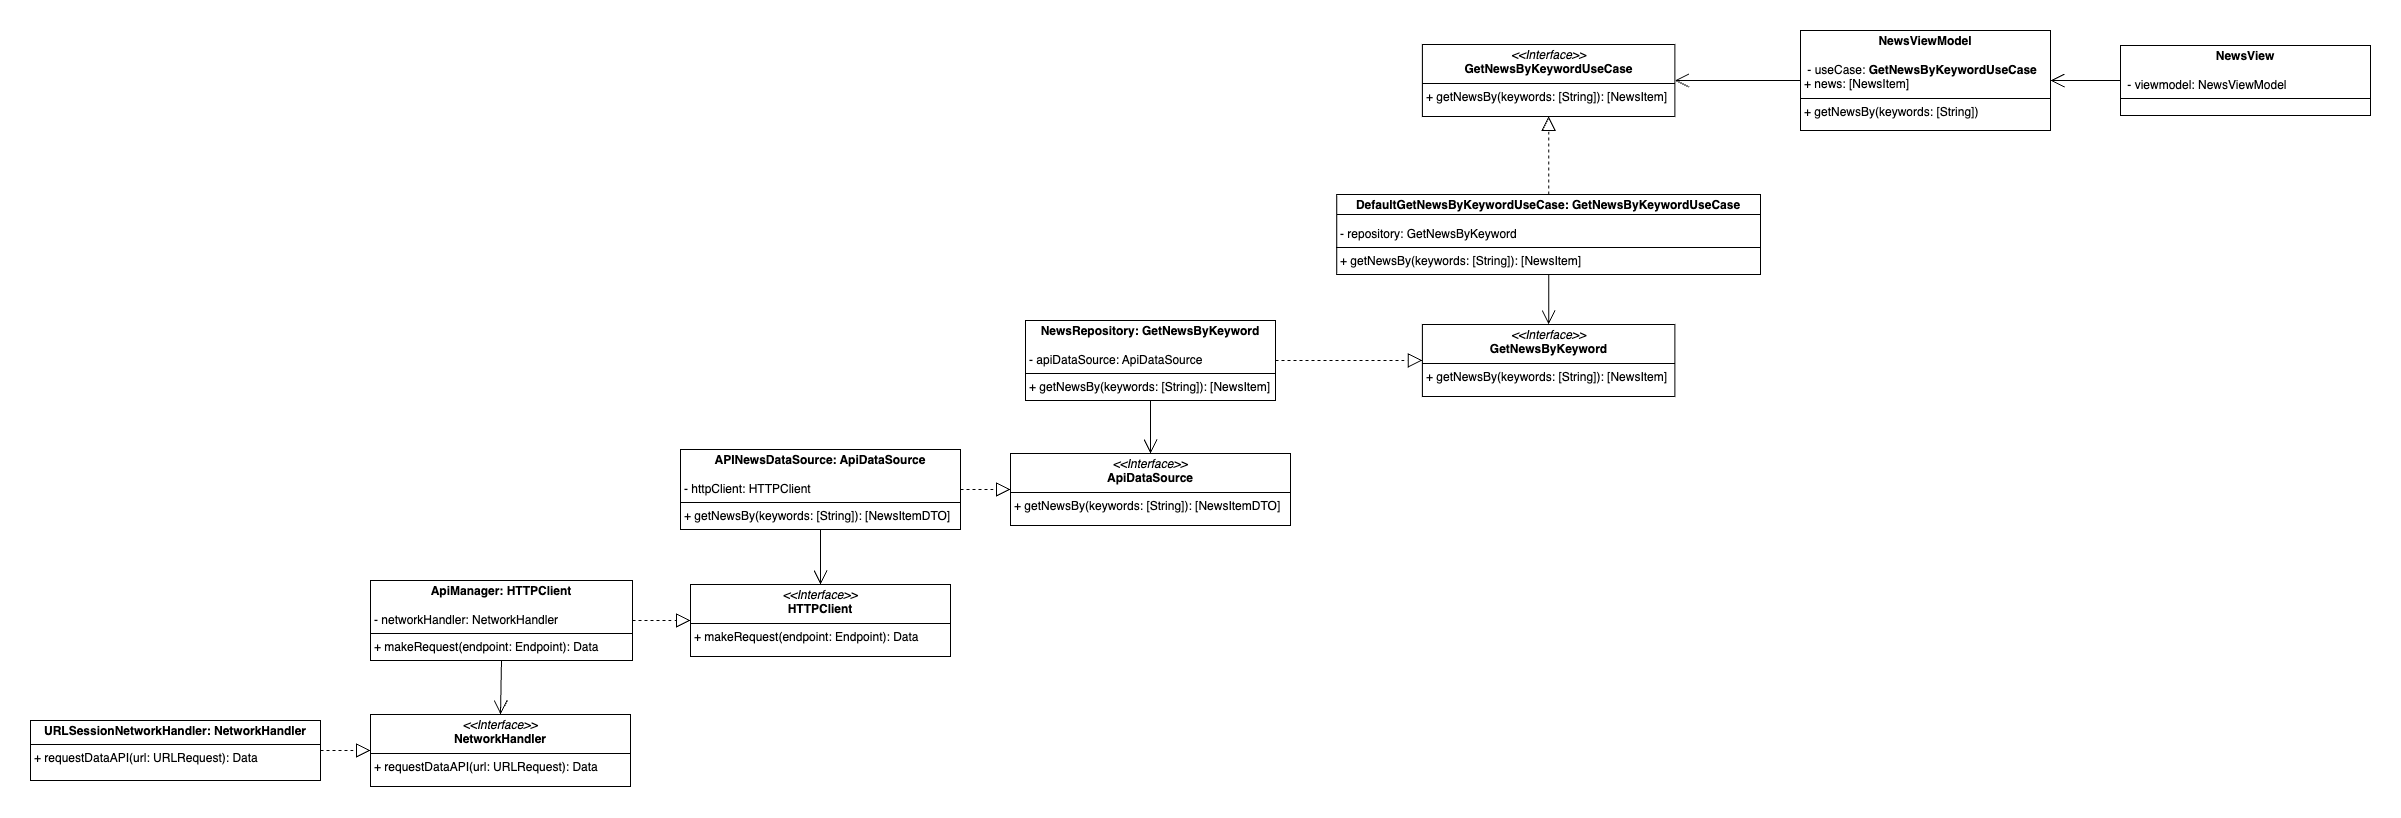 <<Interface>>
GetNewsByKeywordUseCase
+ getNewsBy(keywords: [String]): [NewsItem]
NewsViewModel
- useCase: GetNewsByKeywordUseCase
+ news: [NewsItem]
+ getNewsBy(keywords: [String])
NewsView
- viewmodel: NewsViewModel
DefaultGetNewsByKeywordUseCase: GetNewsByKeywordUseCase
- repository: GetNewsByKeyword
+ getNewsBy(keywords: [String]): [NewsItem]
NewsRepository: GetNewsByKeyword
- apiDataSource: ApiDataSource
+ getNewsBy(keywords: [String]): [NewsItem]
<<Interface>>
GetNewsByKeyword
+ getNewsBy(keywords: [String]): [NewsItem]
APINewsDataSource: ApiDataSource
- httpClient: HTTPClient
+ getNewsBy(keywords: [String]): [NewsItemDTO]
<<Interface>>
ApiDataSource
+ getNewsBy(keywords: [String]): [NewsItemDTO]
ApiManager: HTTPClient
- networkHandler: NetworkHandler
+ makeRequest(endpoint: Endpoint): Data
<<Interface>>
HTTPClient
+ makeRequest(endpoint: Endpoint): Data
URLSessionNetworkHandler: NetworkHandler
+ requestDataAPI(url: URLRequest): Data
<<Interface>>
NetworkHandler
+ requestDataAPI(url: URLRequest): Data